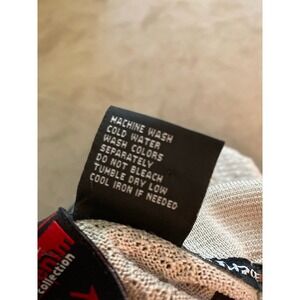 MACHINE WASH
COLD WATER
WASH COLORS
SEPARATELY
DO NOT BLEACH
TUMBLE DRY LOW
COOL IRON IF NEEDED
collection